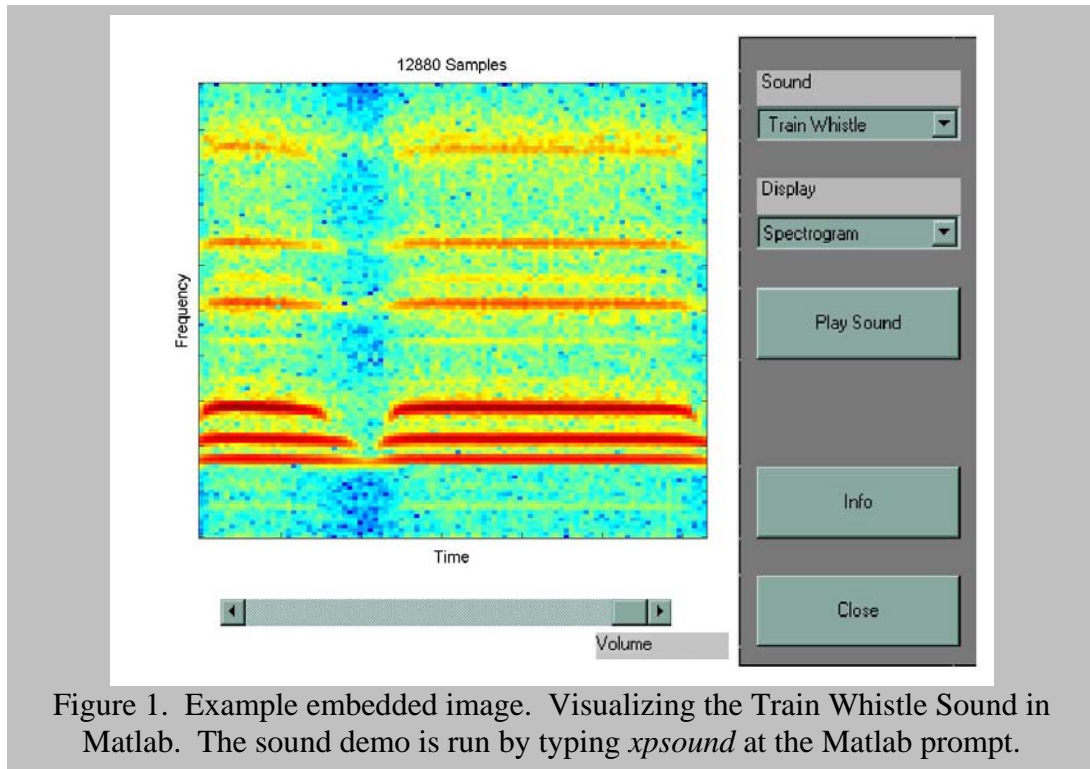 12880 Samples
Frequency
Time
Volume
Sound
Train Whistle
Display
Spectrogram
Play Sound
Info
Close
Figure 1. Example embedded image. Visualizing the Train Whistle Sound in
Matlab. The sound demo is run by typing xpsound at the Matlab prompt.